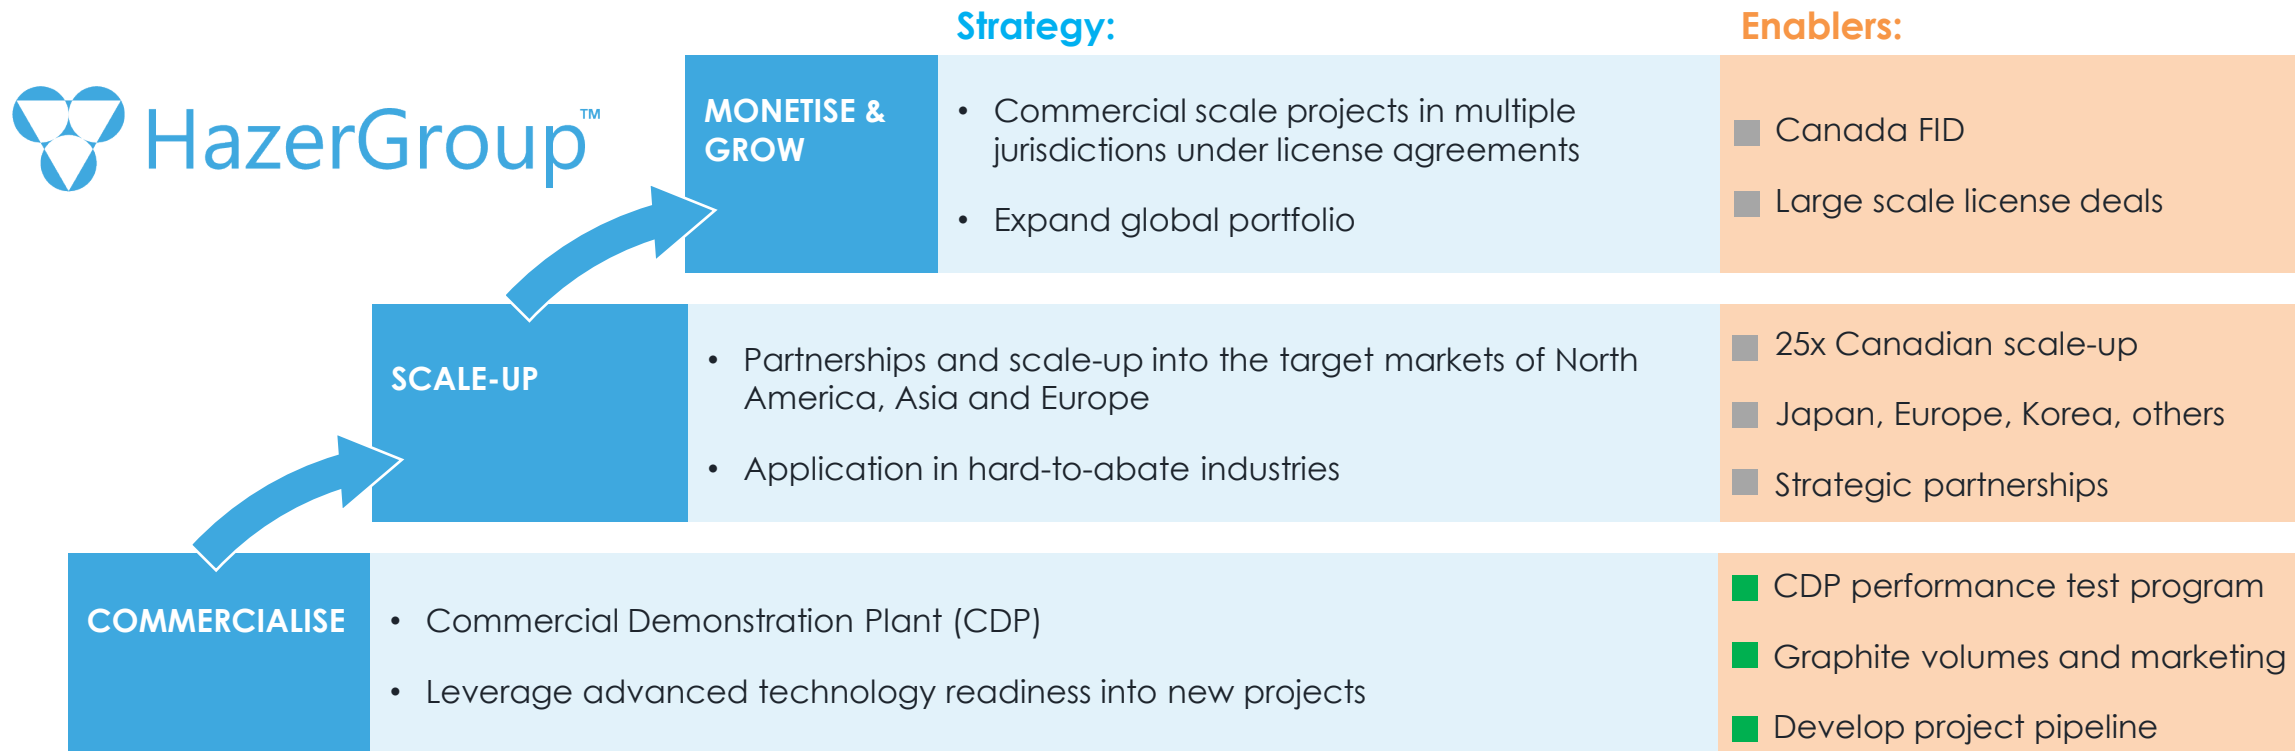 Strategy:
Enablers:
HazerGroup™
MONETISE &
GROW
• Commercial scale projects in multiple
jurisdictions under license agreements
• Expand global portfolio
Canada FID
Large scale license deals
SCALE-UP
• Partnerships and scale-up into the target markets of North
America, Asia and Europe
• Application in hard-to-abate industries
25x Canadian scale-up
Japan, Europe, Korea, others
Strategic partnerships
COMMERCIALISE
• Commercial Demonstration Plant (CDP)
• Leverage advanced technology readiness into new projects
CDP performance test program
Graphite volumes and marketing
Develop project pipeline